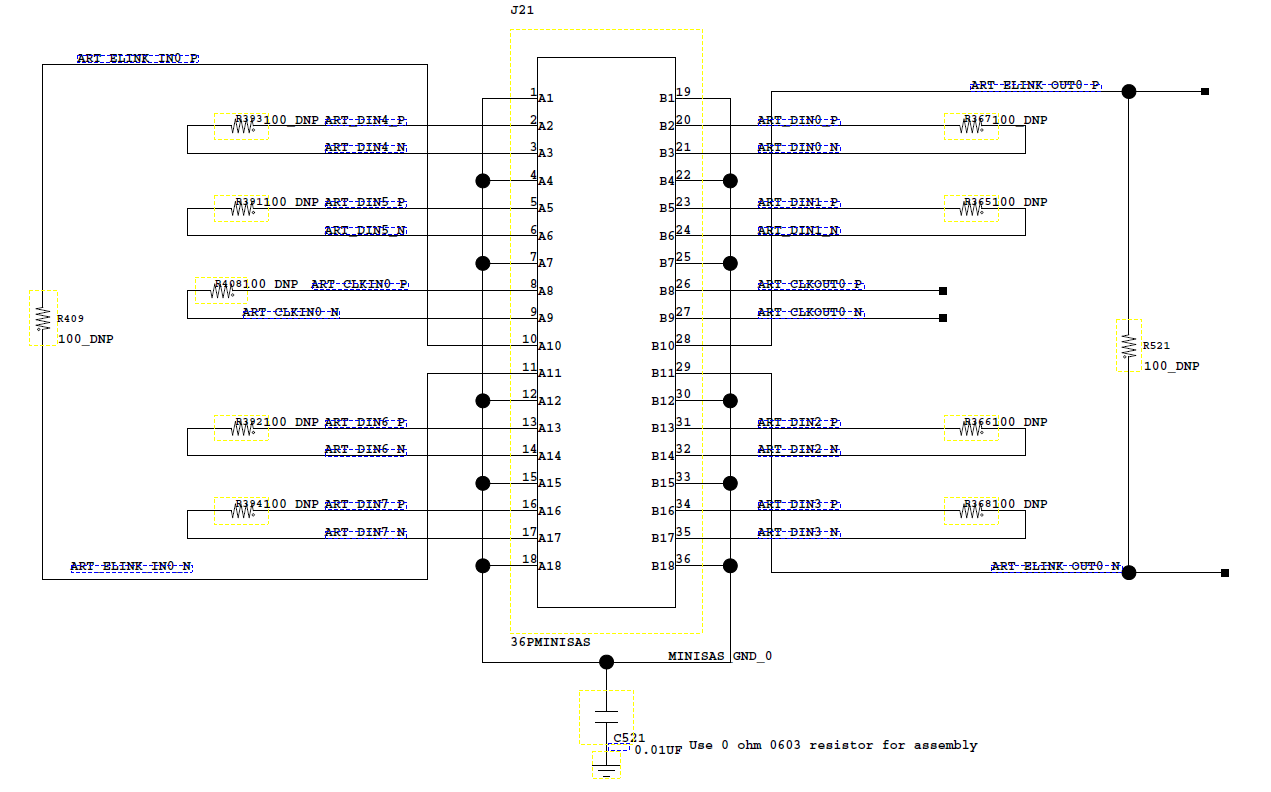 J21
ART_ELINK_IN0_P
ART_ELINK_OUT0_P
1 A1 B1 19
R393 100_DNP ART_DIN4_P 2 A2 B2 20 ART_DIN0_P R367 100_DNP
ART_DIN4_N 3 A3 B3 21 ART_DIN0_N
4 A4 B4 22
R391 100_DNP ART_DIN5_P 5 A5 B5 23 ART_DIN1_P R365 100_DNP
ART_DIN5_N 6 A6 B6 24 ART_DIN1_N
7 A7 B7 25
R408 100_DNP ART_CLKIN0_P 8 A8 B8 26 ART_CLKOUT0_P
ART_CLKIN0_N 9 A9 B9 27 ART_CLKOUT0_N
R409
100_DNP
10 A10 B10 28
R521
100_DNP
11 A11 B11 29
12 A12 B12 30
R392 100_DNP ART_DIN6_P 13 A13 B13 31 ART_DIN2_P R366 100_DNP
ART_DIN6_N 14 A14 B14 32 ART_DIN2_N
15 A15 B15 33
R394 100_DNP ART_DIN7_P 16 A16 B16 34 ART_DIN3_P R368 100_DNP
ART_DIN7_N 17 A17 B17 35 ART_DIN3_N
18 A18 B18 36
ART_ELINK_IN0_N
ART_ELINK_OUT0_N
36PMINISAS
MINISAS_GND_0
C521
0.01UF
Use 0 ohm 0603 resistor for assembly